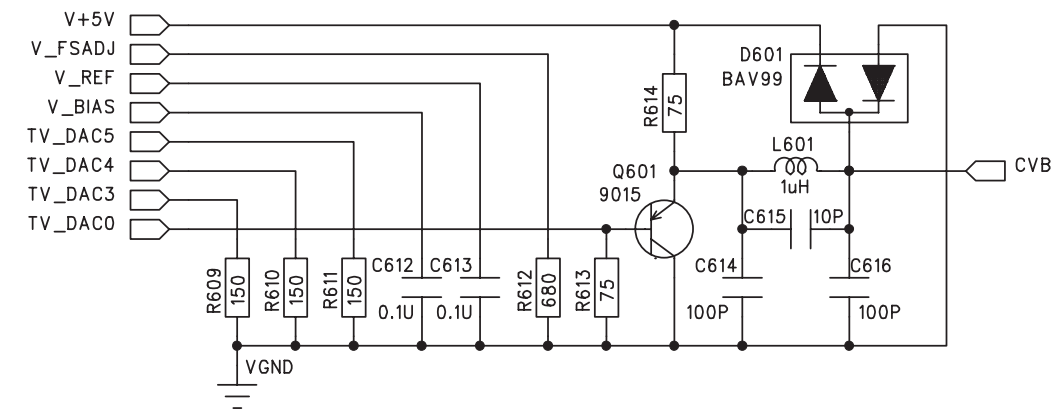 V+5V
V_FSADJ
V_REF
V_BIAS
TV_DAC5
TV_DAC4
TV_DAC3
TV_DAC0
D601
BAV99
R614
75
L601
1uH
CVB
Q601
9015
C615 10P
R609
150
R610
150
R611
150
C612
0.1U
C613
0.1U
R612
680
R613
75
C614
100P
C616
100P
VGND